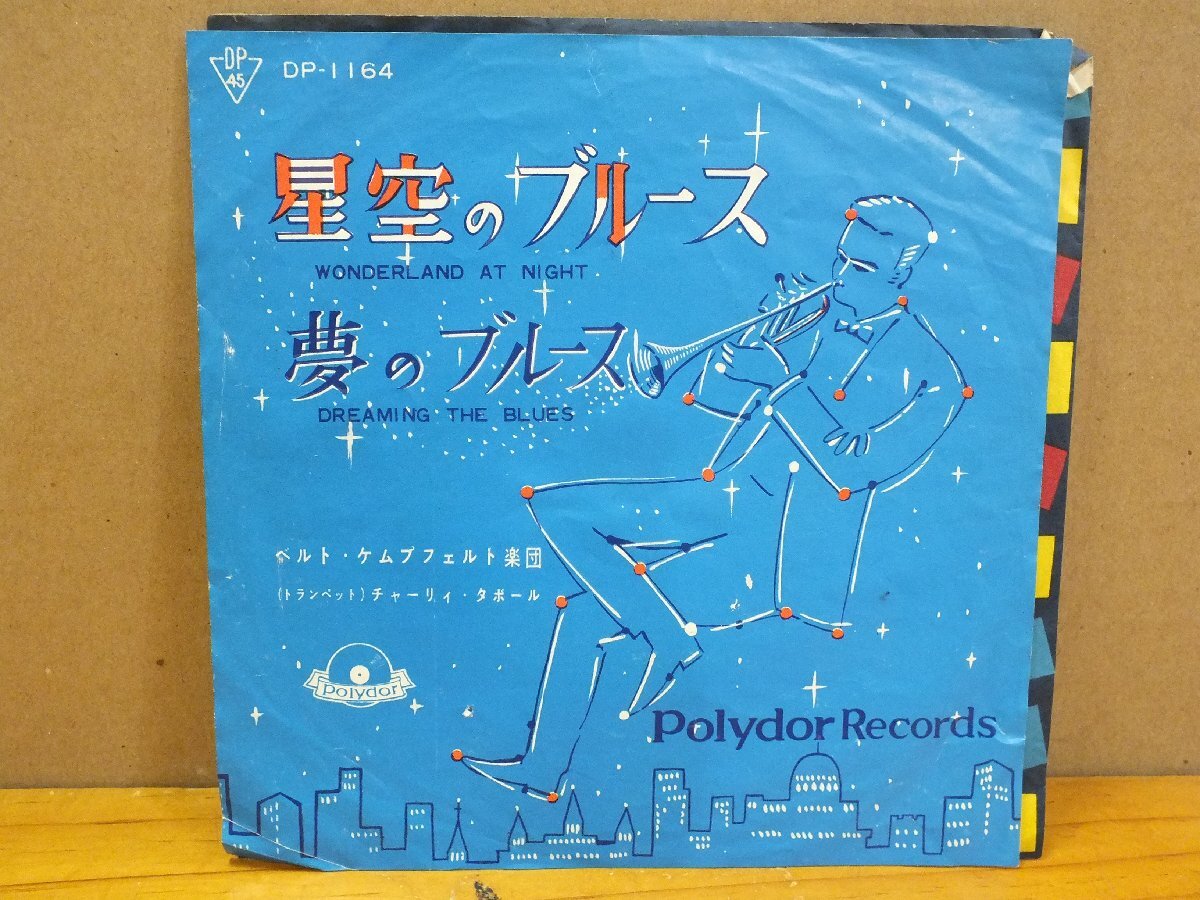 DP
45
DP-1164
星空のブルース
WONDERLAND AT NIGHT
夢のブルース
DREAMING THE BLUES
ベルト・ケムプフェルト楽団
(トランペット)チャーリィ・タボール
polydor
Polydor Records